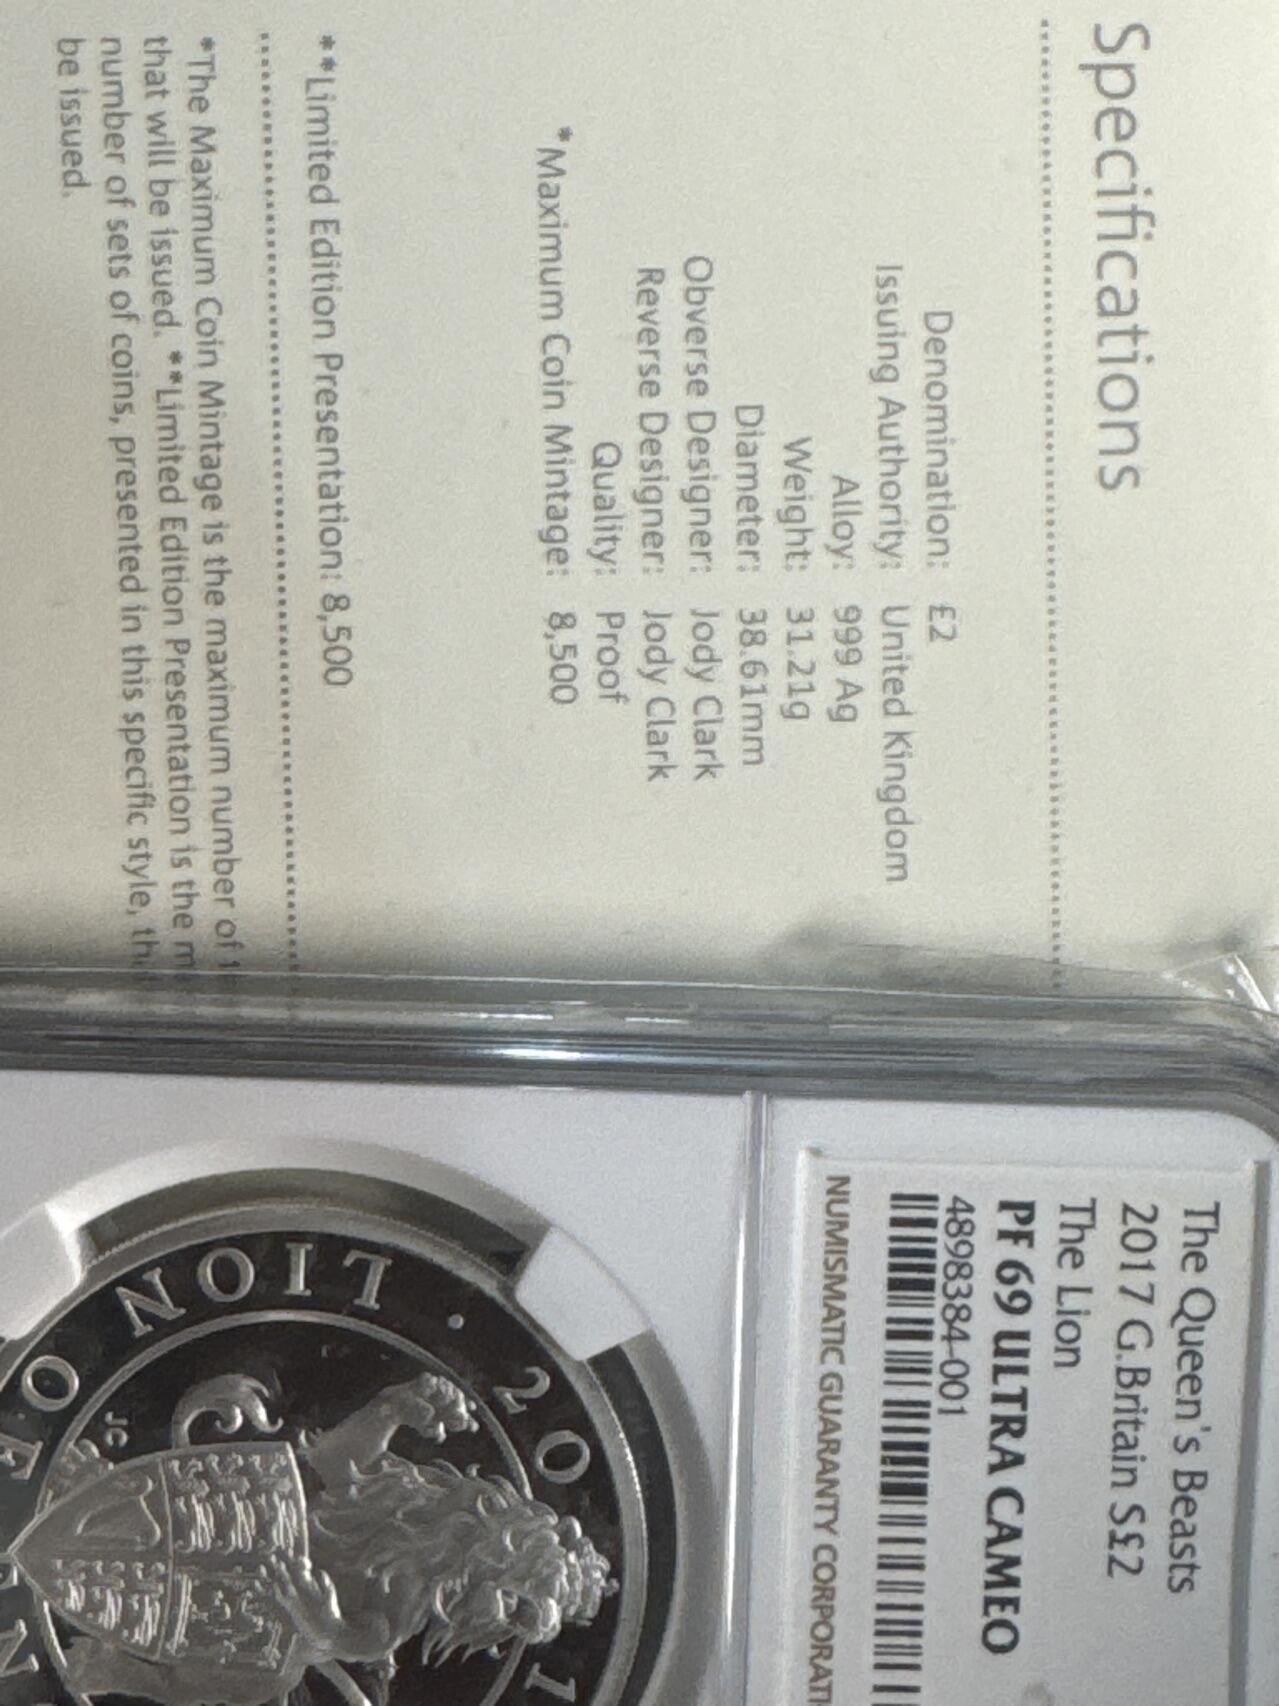 Specifications
Denomination: £2
Issuing Authority: United Kingdom
Alloy: 999 Ag
Weight: 31.21g
Diameter: 38.61mm
Obverse Designer: Jody Clark
Reverse Designer: Jody Clark
Quality: Proof
*Maximum Coin Mintage: 8,500
**Limited Edition Presentation: 8,500
*The Maximum Coin Mintage is the maximum number of
that will be issued. **Limited Edition Presentation is the
number of sets of coins, presented in this specific style,
be issued.
The Queen's Beasts
2017 G.Britain S£2
The Lion
PF 69 ULTRA CAMEO
4898384-001
NUMISMATIC GUARANTY
LION · 201
JC